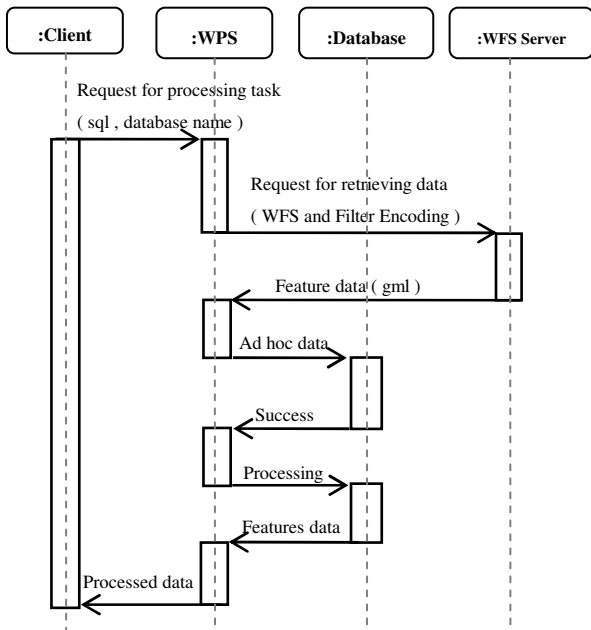 :Client
:WPS
:Database
:WFS Server
Request for processing task
( sql , database name )
Request for retrieving data
( WFS and Filter Encoding )
Feature data ( gml )
Ad hoc data
Success
Processing
Features data
Processed data